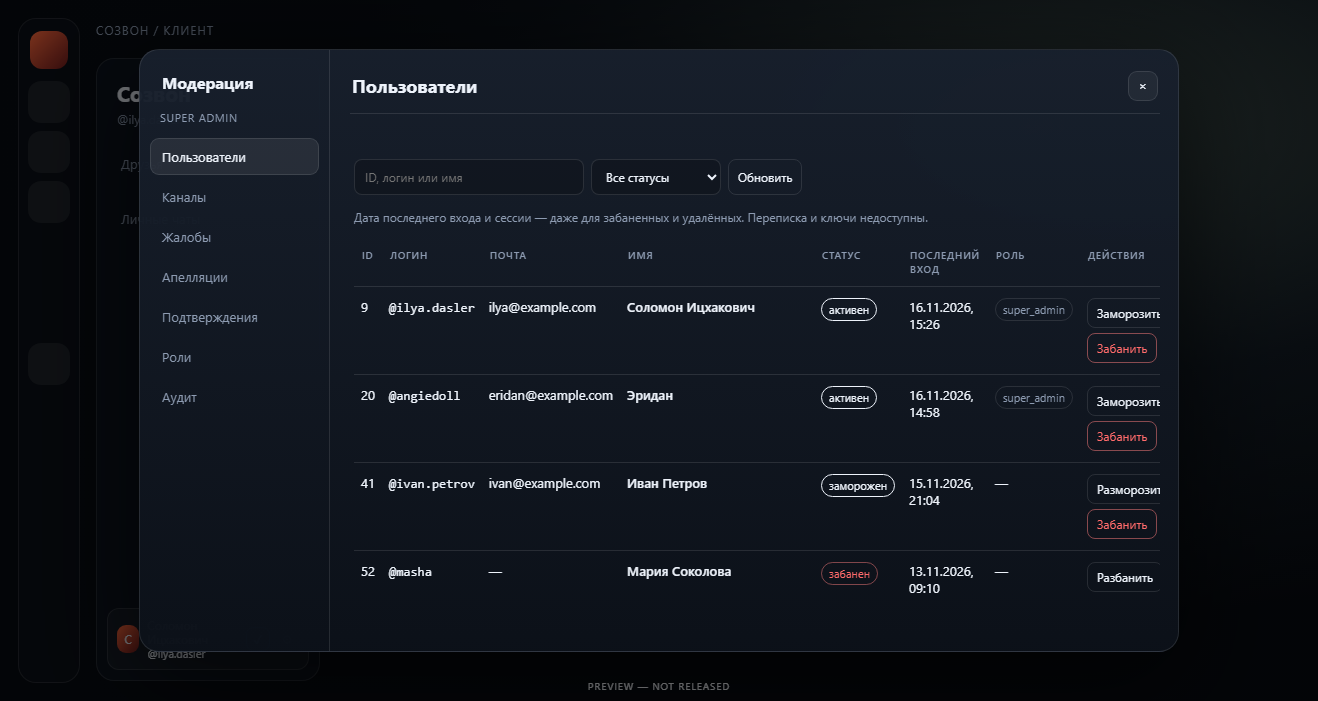 СОЗВОН / КЛИЕНТ
Созвон
@ily
Дру
Ли
Модерация
SUPER ADMIN
Пользователи
Каналы
Жалобы
Апелляции
Подтверждения
Роли
Аудит
Пользователи
×
ID, логин или имя
Все статусы
Обновить
Дата последнего входа и сессии — даже для забаненных и удалённых. Переписка и ключи недоступны.
ID ЛОГИН ПОЧТА ИМЯ СТАТУС ПОСЛЕДНИЙ ВХОД РОЛЬ ДЕЙСТВИЯ
9 @ilya.dasler ilya@example.com Соломон Ицхакович активен 16.11.2026, 15:26 super_admin Заморозить
Забанить
20 @angiedoll eridan@example.com Эридан активен 16.11.2026, 14:58 super_admin Заморозить
Забанить
41 @ivan.petrov ivan@example.com Иван Петров заморожен 15.11.2026, 21:04 — Разморозит
Забанить
52 @masha — Мария Соколова забанен 13.11.2026, 09:10 — Разбанить
С
@ilya.dasler
PREVIEW — NOT RELEASED